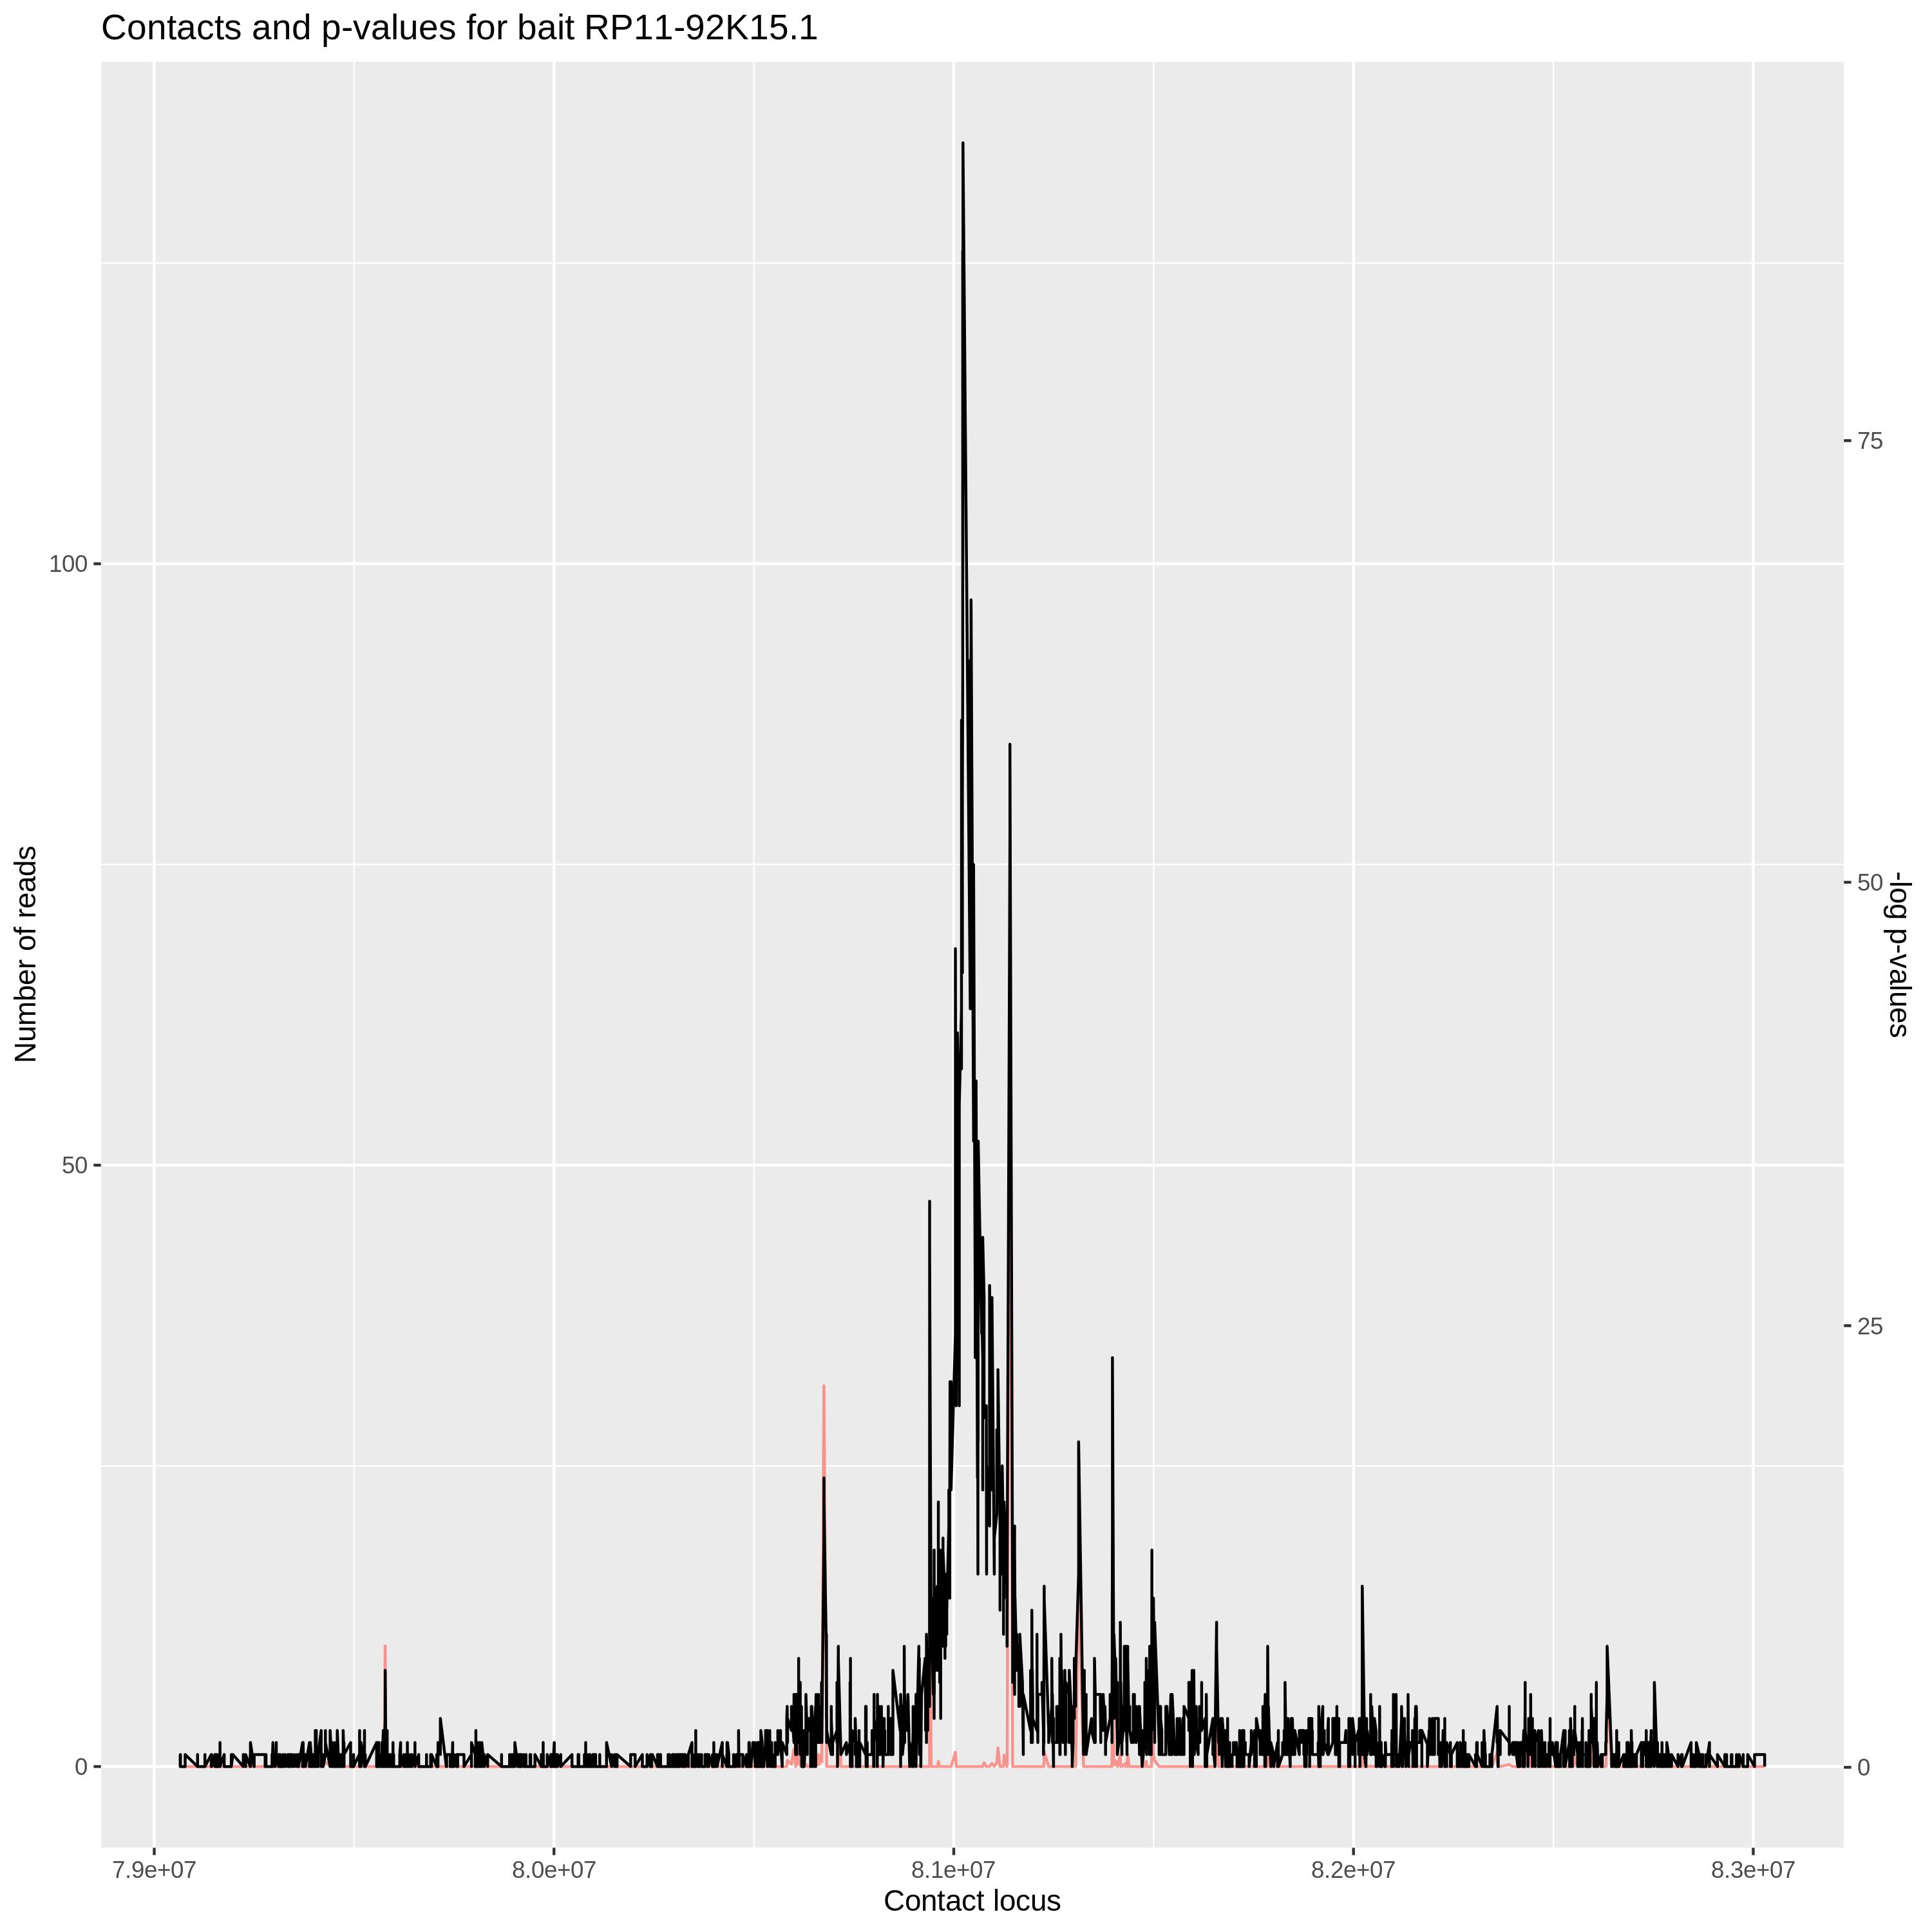 Contacts and p-values for bait RP11-92K15.1
Number of reads
100
50
0
75
50
25
0
-log p-values
7.9e+07
8.0e+07
8.1e+07
8.2e+07
8.3e+07
Contact locus